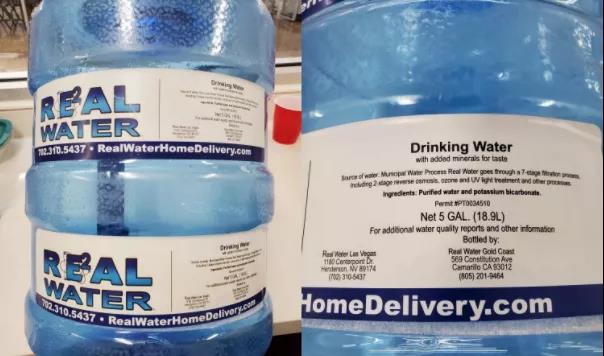 RE²AL
WATER
Drinking Water
702.310.5437 • RealWaterHomeDelivery.com
RE²AL
WATER
Drinking Water
702.310.5437 • RealWaterHomeDelivery.com
Drinking Water
with added minerals for taste
Source of water: Municipal Water Process Real Water goes through a 7-stage filtration process,
Including 2-stage reverse osmosis, ozone and UV light treatment and other processes.
Ingredients: Purified water and potassium bicarbonate.
Permit #PT0034510
Net 5 GAL. (18.9L)
For additional water quality reports and other information
Bottled by:
Real Water Las Vegas
1180 Centerpoint Dr.
Henderson, NV 89174
(702) 310-5437
Real Water Gold Coast
569 Constitution Ave
Camarillo CA 93012
(805) 201-9464
HomeDelivery.com